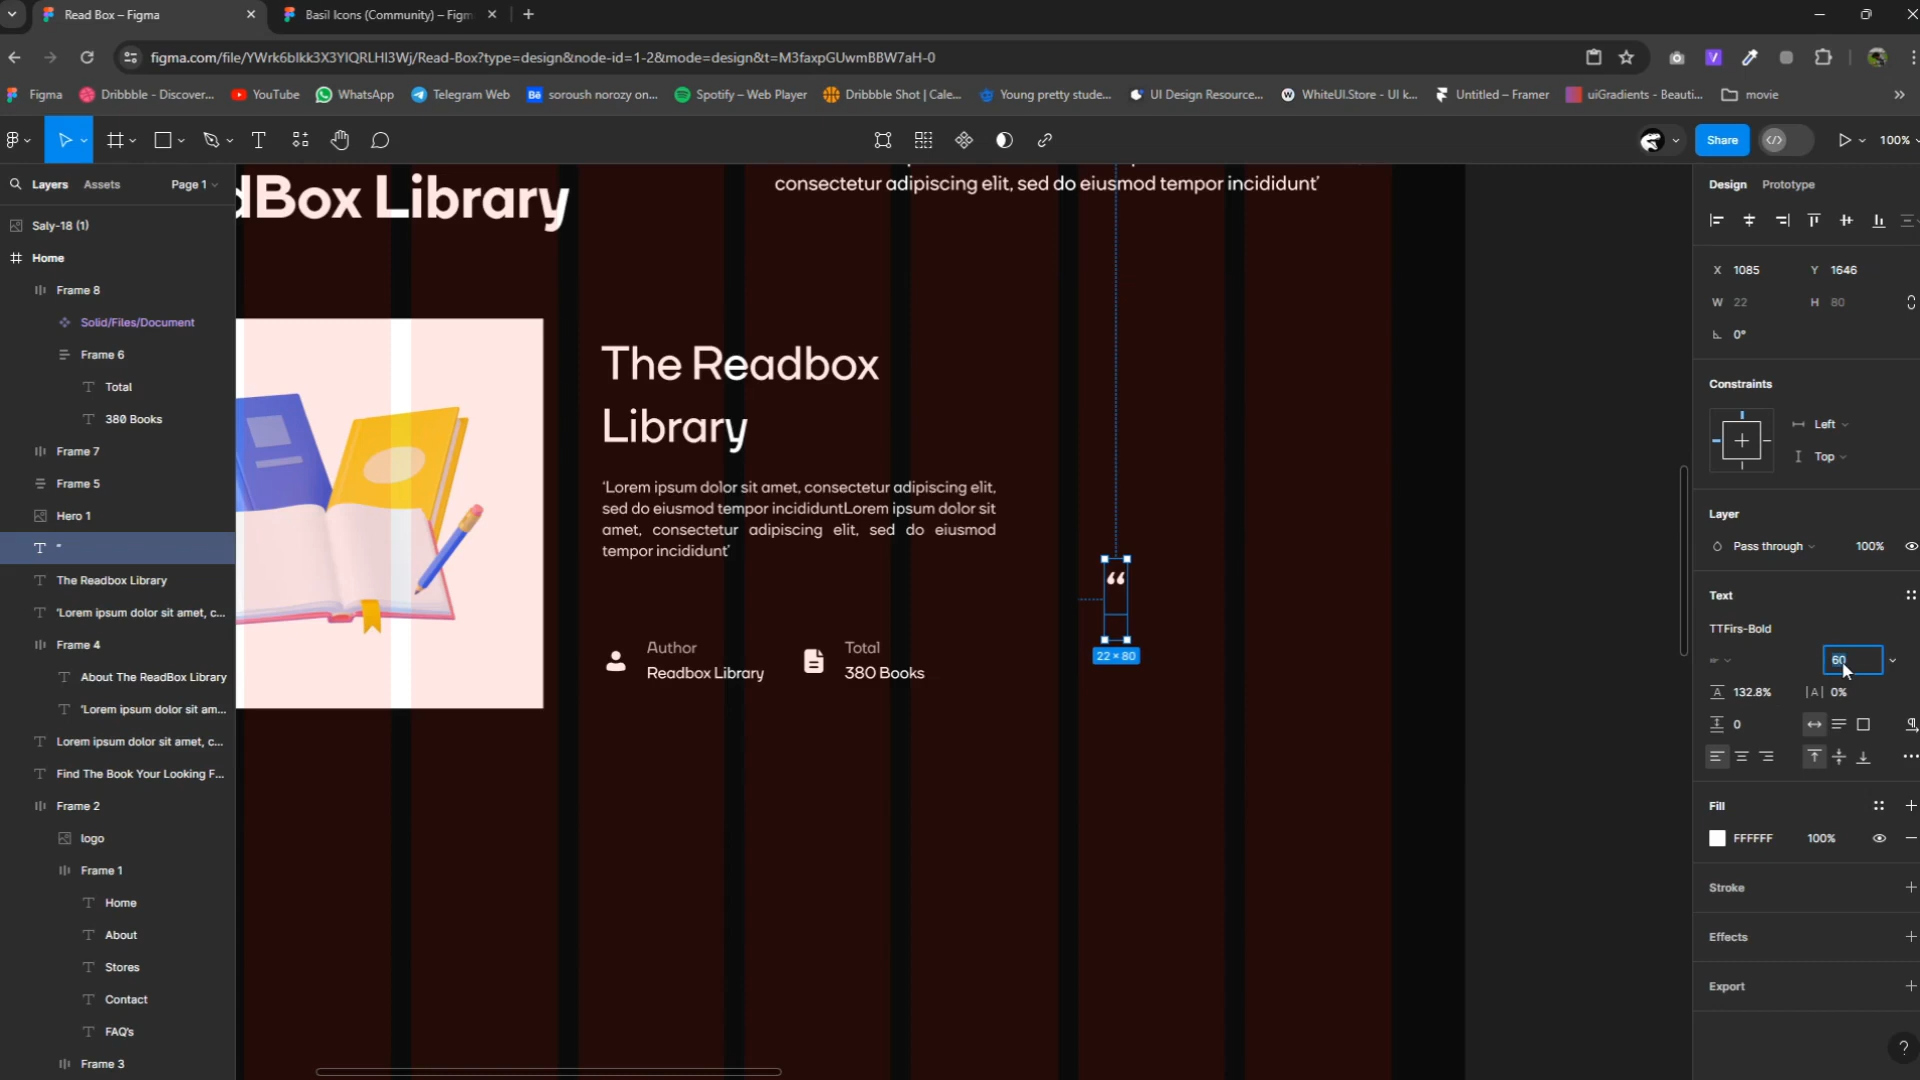 Read Box – Figma
Basil Icons (Community) – Figm
figma.com/file/YWrk6blkk3X3YIQRLHI3Wj/Read-Box?type=design&node-id=1-2&mode=design&t=M3faxpGUwmBBW7aH-0
Figma
Dribbble - Discover...
YouTube
WhatsApp
Telegram Web
Bē soroush norozy on...
Spotify – Web Player
Dribbble Shot | Cale...
Young pretty stude...
UI Design Resource...
WhiteUI.Store - UI k...
Untitled – Framer
uiGradients - Beauti...
movie
Share
100%
Layers
Assets
Page 1
Saly-18 (1)
Home
Frame 8
Solid/Files/Document
Frame 6
Total
380 Books
Frame 7
Frame 5
Hero 1
“
The Readbox Library
'Lorem ipsum dolor sit amet, c...
Frame 4
About The ReadBox Library
'Lorem ipsum dolor sit am...
Lorem ipsum dolor sit amet, c...
Find The Book Your Looking F...
Frame 2
logo
Frame 1
Home
About
Stores
Contact
FAQ's
Frame 3
dBox Library
consectetur adipiscing elit, sed do eiusmod tempor incididunt'
The Readbox
Library
'Lorem ipsum dolor sit amet, consectetur adipiscing elit,
sed do eiusmod tempor incididuntLorem ipsum dolor sit
amet, consectetur adipiscing elit, sed do eiusmod
tempor incididunt'
Author
Readbox Library
Total
380 Books
“
22 × 80
Design
Prototype
X 1085
Y 1646
W 22
H 80
0°
Constraints
Left
Top
Layer
Pass through
100%
Text
TTFirs-Bold
60
132.8%
0%
0
Fill
FFFFFF
100%
Stroke
Effects
Export
?